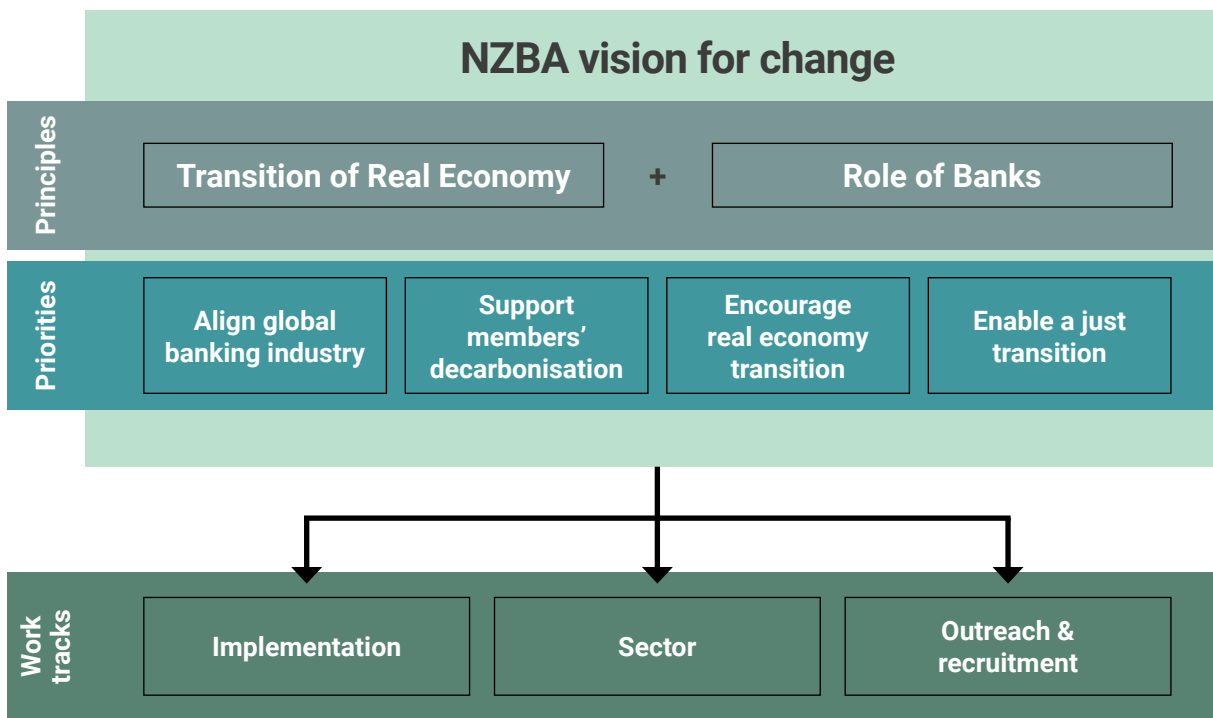 NZBA vision for change
Principles
Transition of Real Economy
+
Role of Banks
Priorities
Align global
banking industry
Support
members’
decarbonisation
Encourage
real economy
transition
Enable a just
transition
Work
tracks
Implementation
Sector
Outreach &
recruitment